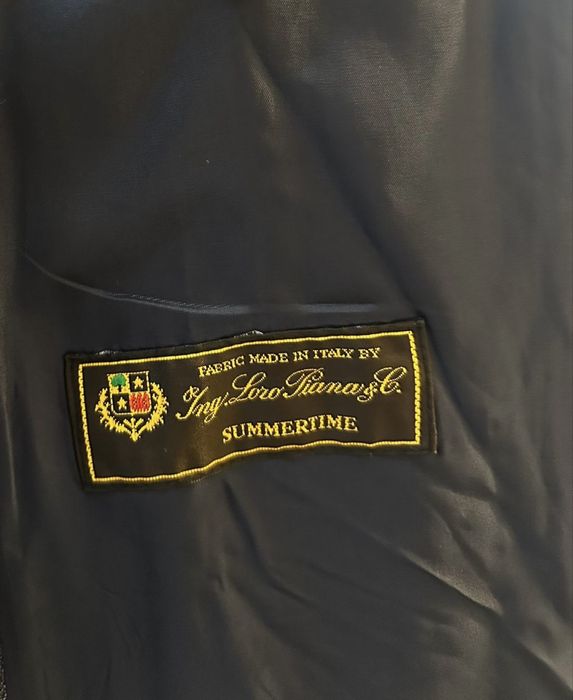 FABRIC MADE IN ITALY BY
Ing. Loro Piana & C.
SUMMERTIME